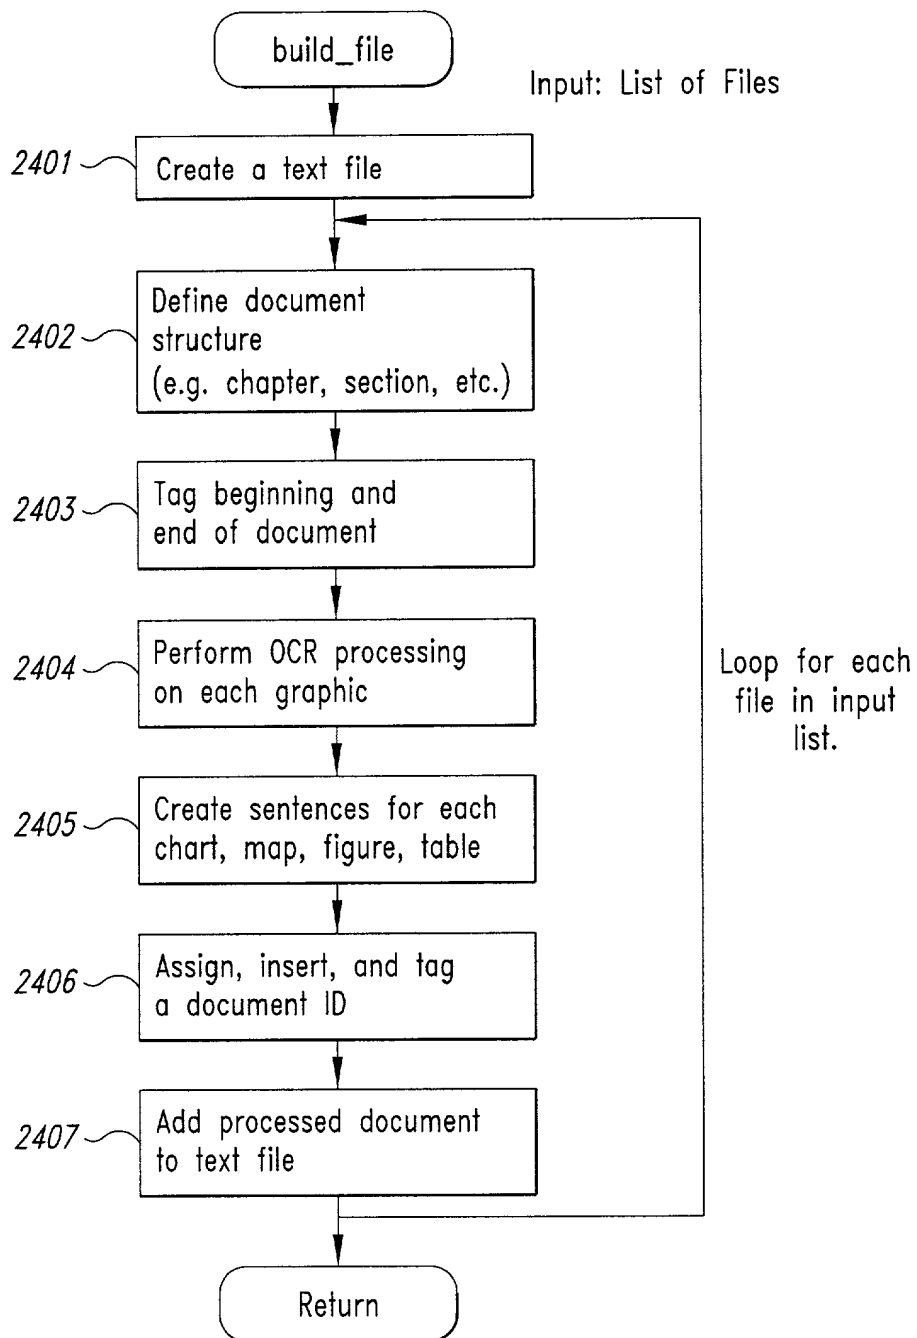 build_file
Input: List of Files
2401
Create a text file
2402
Define document
structure
(e.g. chapter, section, etc.)
2403
Tag beginning and
end of document
2404
Perform OCR processing
on each graphic
Loop for each
file in input
list.
2405
Create sentences for each
chart, map, figure, table
2406
Assign, insert, and tag
a document ID
2407
Add processed document
to text file
Return